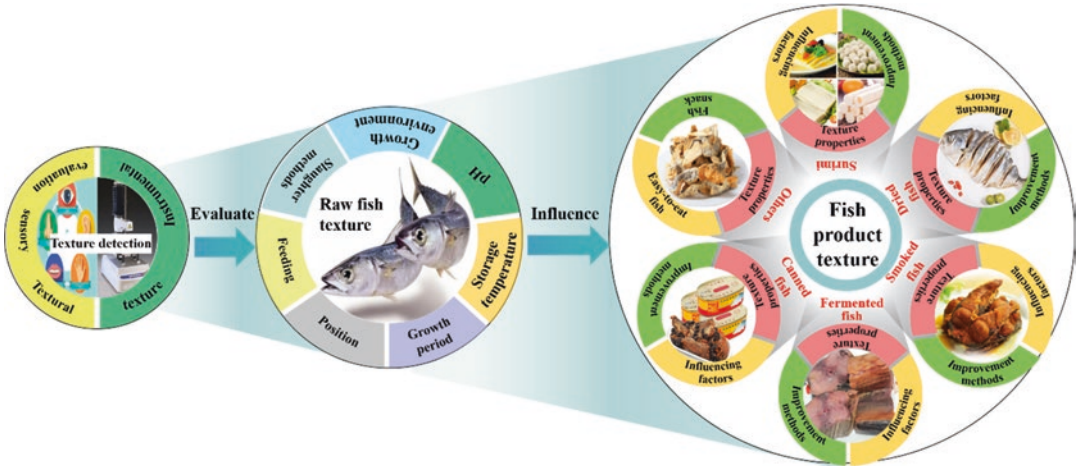 Texture detection
Textural
sensory
evaluation
Instrumental
texture
Evaluate
Raw fish
texture
Slaughter
methods
Growth
environment
pH
Storage
temperature
Growth
period
Position
Feeding
Influence
Fish
product
texture
Surimi
Texture properties
Influencing
factors
Improvement
methods
Dried
fish
Texture
properties
Influencing
factors
Improvement
methods
Smoked
fish
Texture
properties
Influencing
factors
Improvement methods
Fermented fish
Texture
properties
Influencing
factors
Improvement
methods
Canned
fish
Texture
properties
Improvement
methods
Influencing factors
Others
Texture properties
Fish
snack
Easy-to-eat
fish